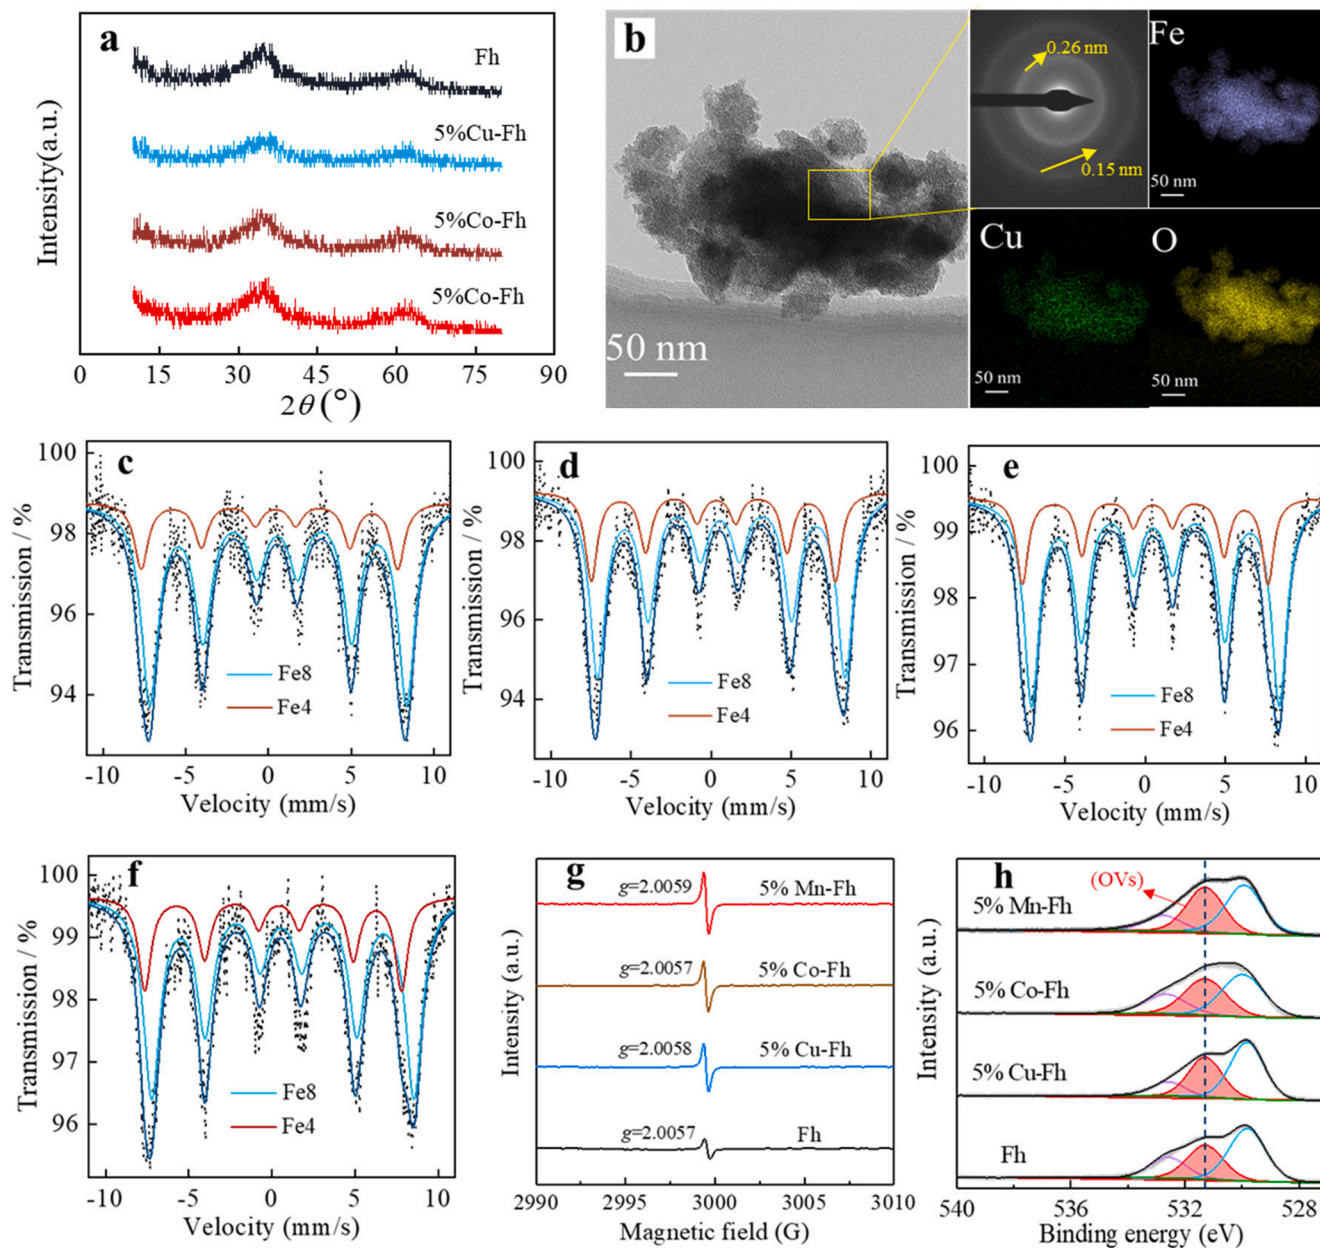 a
Fh
5%Cu-Fh
5%Co-Fh
5%Co-Fh
Intensity(a.u.)
0 15 30 45 60 75 90
2θ (°)
b
50 nm
0.26 nm
0.15 nm
Fe
50 nm
Cu
50 nm
O
50 nm
c
100
98
96
94
Transmission / %
Fe8
Fe4
-10 -5 0 5 10
Velocity (mm/s)
d
100
98
96
94
Transmission / %
Fe8
Fe4
-10 -5 0 5 10
Velocity (mm/s)
e
100
99
98
97
96
Transmission / %
Fe8
Fe4
-10 -5 0 5 10
Velocity (mm/s)
f
100
99
98
97
96
Transmission / %
Fe8
Fe4
-10 -5 0 5 10
Velocity (mm/s)
g
g=2.0059 5% Mn-Fh
g=2.0057 5% Co-Fh
g=2.0058 5% Cu-Fh
g=2.0057 Fh
Intensity (a.u.)
2990 2995 3000 3005 3010
Magnetic field (G)
h
(OVs)
5% Mn-Fh
5% Co-Fh
5% Cu-Fh
Fh
Intensity (a.u.)
540 536 531 528
Binding energy (eV)